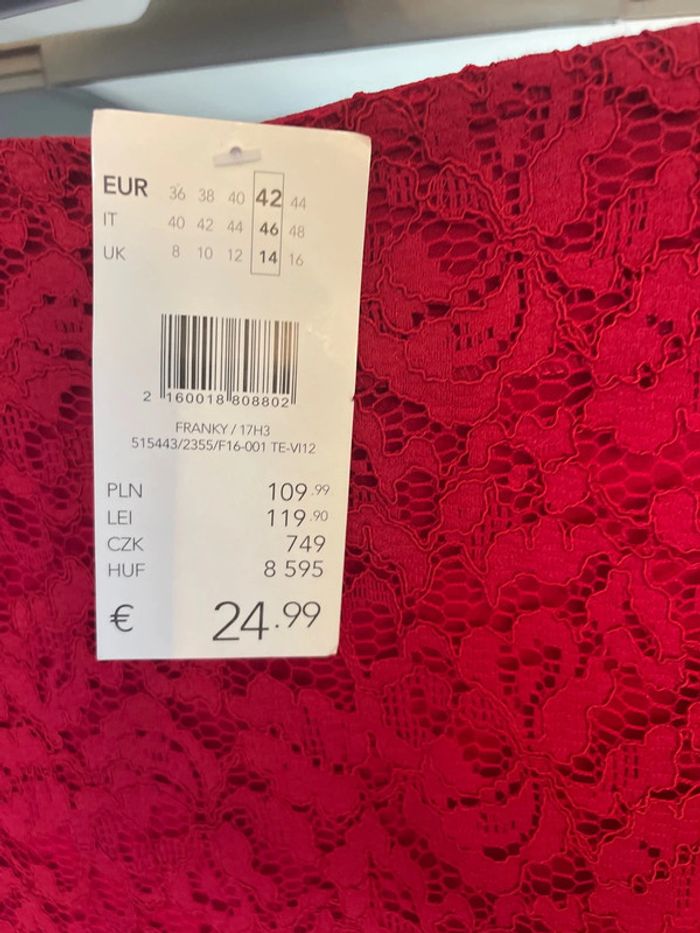 EUR 36 38 40 42 44
IT 40 42 44 46 48
UK 8 10 12 14 16
2 160018 808802
FRANKY / 17H3
515443/2355/F16-001 TE-VI12
PLN 109.99
LEI 119.90
CZK 749
HUF 8 595
€ 24.99